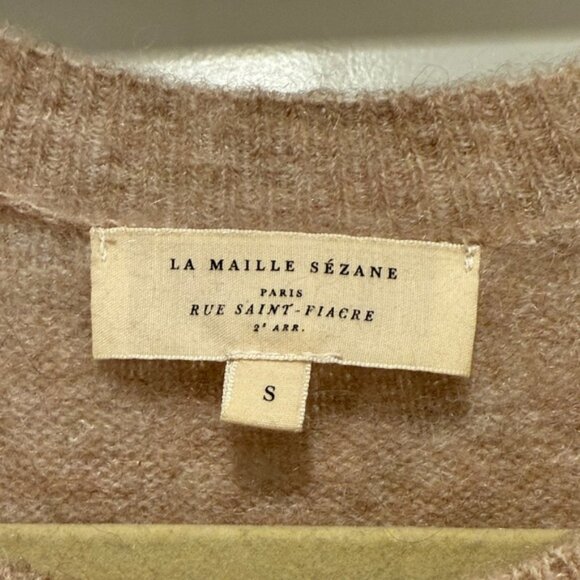 LA MAILLE SÉZANE
PARIS
RUE SAINT-FIACRE
2ᵉ ARR.
S